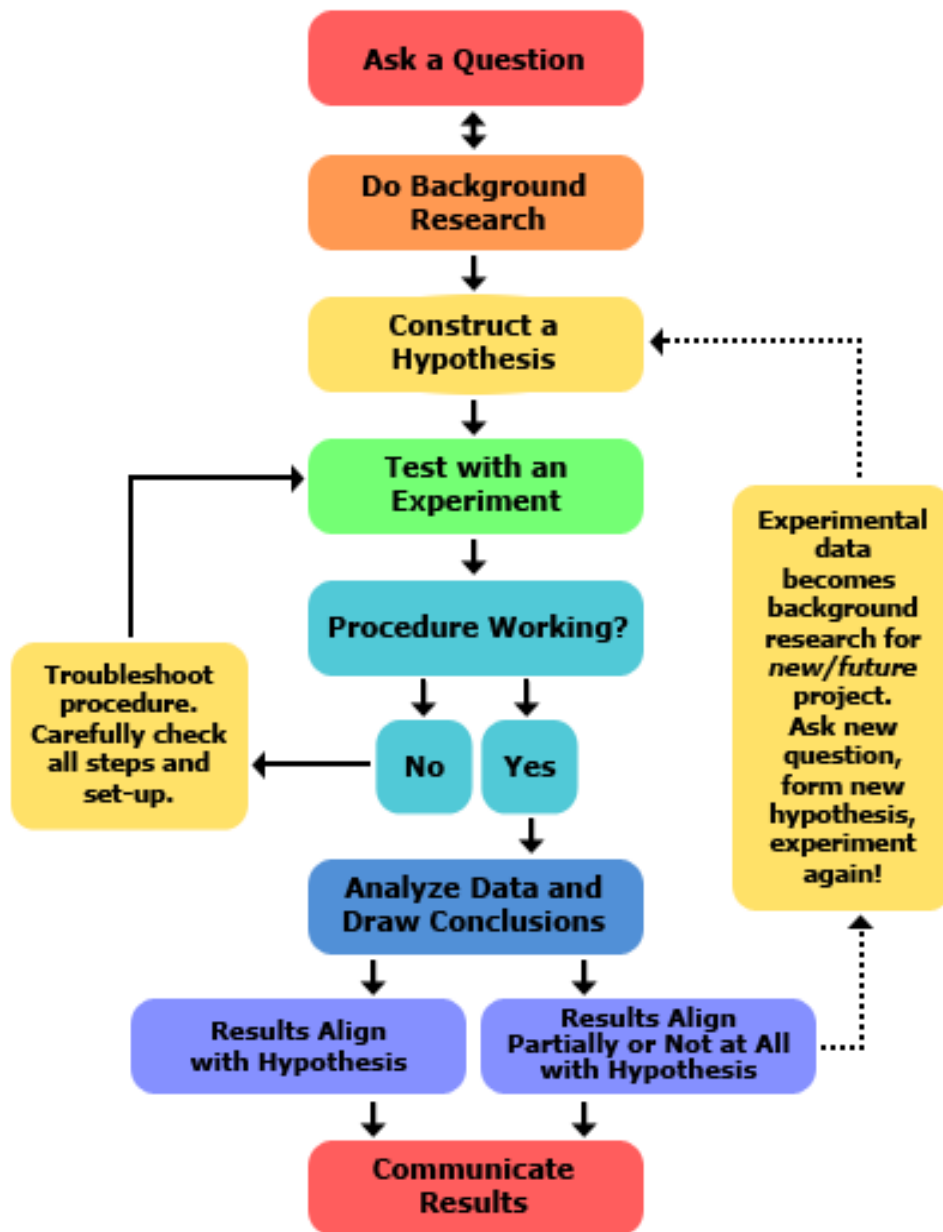 Ask a Question
Do Background
Research
Construct a
Hypothesis
Test with an
Experiment
Procedure Working?
No
Yes
Troubleshoot
procedure.
Carefully check
all steps and
set-up.
Experimental
data
becomes
background
research for
new/future
project.
Ask new
question,
form new
hypothesis,
experiment
again!
Analyze Data and
Draw Conclusions
Results Align
with Hypothesis
Results Align
Partially or Not at All
with Hypothesis
Communicate
Results